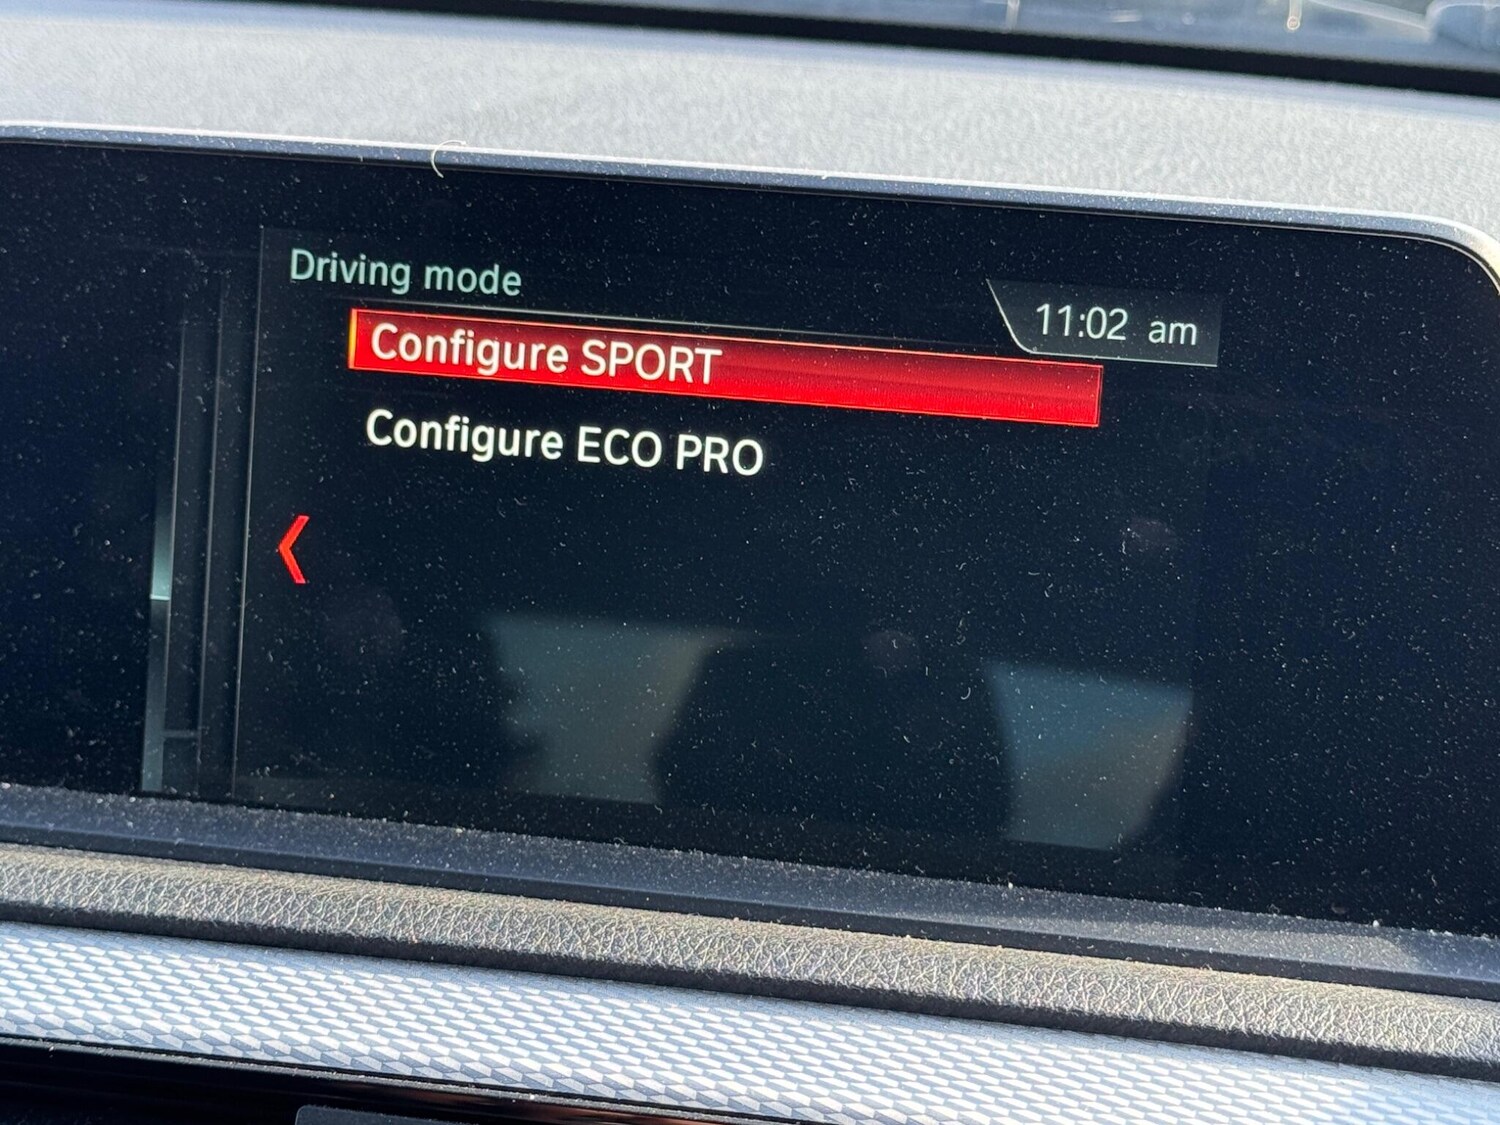 Driving mode
11:02 am
Configure SPORT
Configure ECO PRO